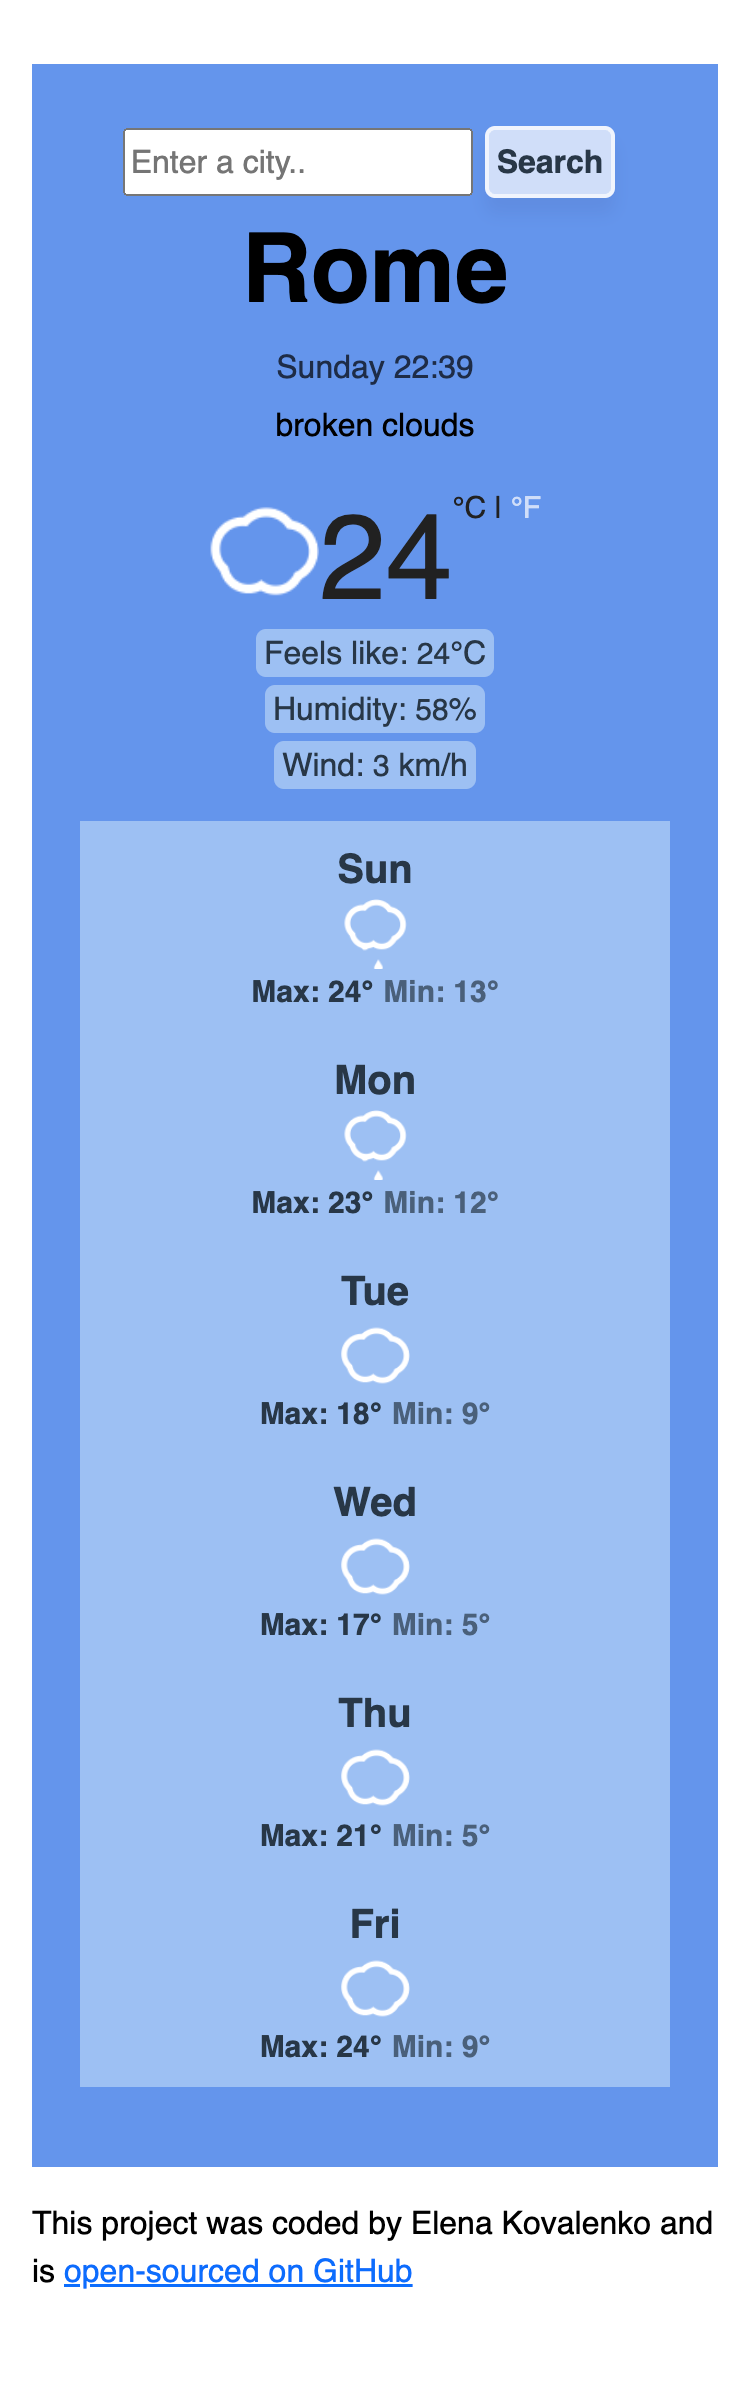 Enter a city..
Search
Rome
Sunday 22:39
broken clouds
24 °C | °F
Feels like: 24°C
Humidity: 58%
Wind: 3 km/h
Sun
Max: 24° Min: 13°
Mon
Max: 23° Min: 12°
Tue
Max: 18° Min: 9°
Wed
Max: 17° Min: 5°
Thu
Max: 21° Min: 5°
Fri
Max: 24° Min: 9°
This project was coded by Elena Kovalenko and
is open-sourced on GitHub